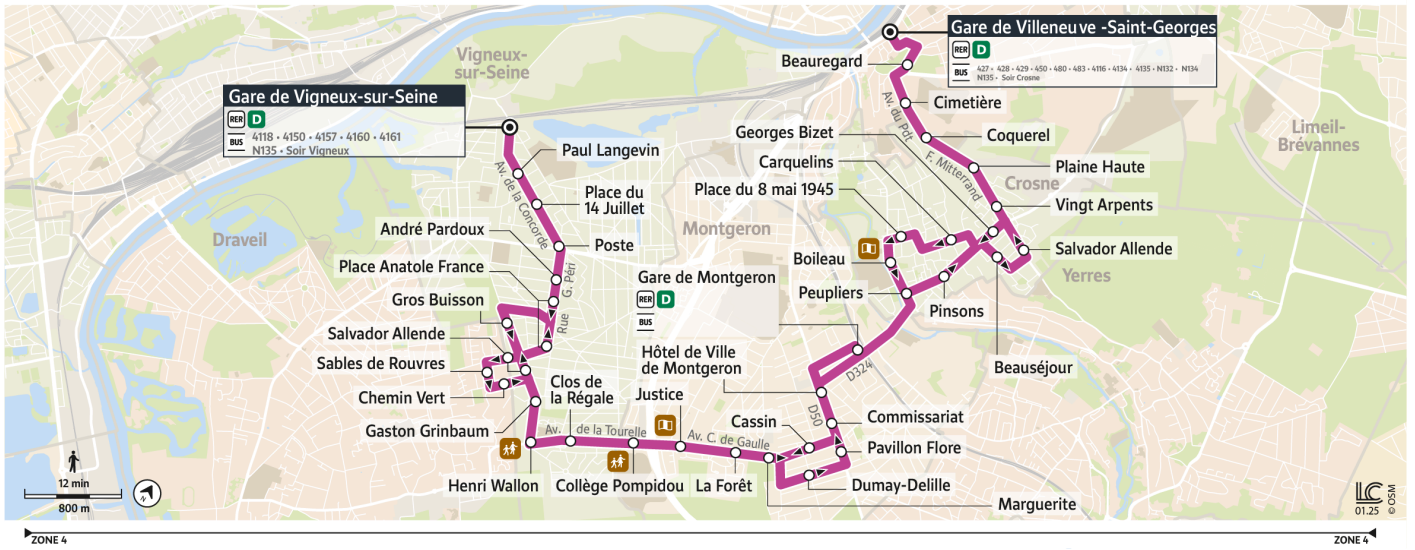 Gare de Villeneuve -Saint-Georges
RER D
BUS
427 • 428 • 429 • 450 • 480 • 483 • 4116 • 4134 • 4135 • N132 • N134
N135 • Soir Crosne
Vigneux-
sur-Seine
Gare de Vigneux-sur-Seine
RER D
BUS
4118 • 4150 • 4157 • 4160 • 4161
N135 • Soir Vigneux
Beauregard
Cimetière
Av. du Pdt
F. Mitterrand
Coquerel
Plaine Haute
Crosne
Vingt Arpents
Limeil-
Brévannes
Georges Bizet
Carquelins
Place du 8 mai 1945
Salvador Allende
Yerres
Boileau
Peupliers
Pinsons
Beauséjour
Paul Langevin
Av. de la Concorde
Place du
14 Juillet
Poste
André Pardoux
Place Anatole France
Rue G. Péri
Gros Buisson
Salvador Allende
Sables de Rouvres
Chemin Vert
Gaston Grinbaum
Draveil
Montgeron
Gare de Montgeron
RER D
BUS
Hôtel de Ville
de Montgeron
D324
D50
Clos de
la Régale
Justice
Cassin
Commissariat
Pavillon Flore
Av. de la Tourelle
Av. C. de Gaulle
Henri Wallon
Collège Pompidou
La Forêt
Dumay-Delille
Marguerite
12 min
800 m
N
LC
01.25
© OSM
ZONE 4
ZONE 4